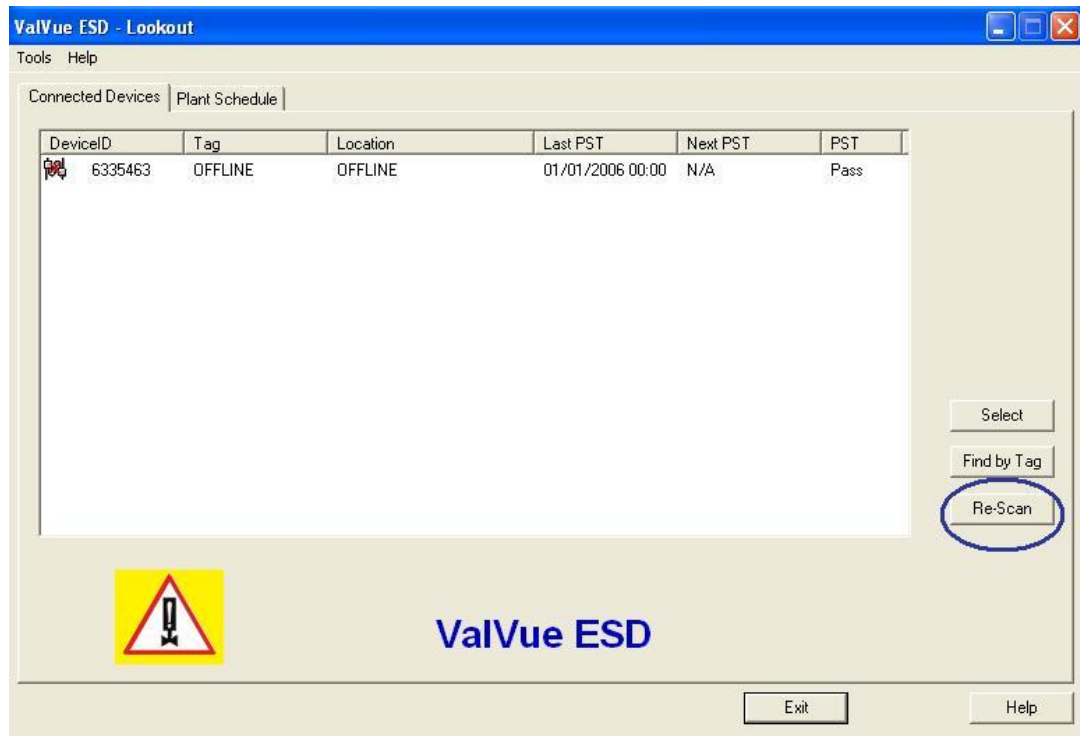 ValVue ESD - Lookout
Tools Help
Connected Devices Plant Schedule
DeviceID Tag Location Last PST Next PST PST
6335463 OFFLINE OFFLINE 01/01/2006 00:00 N/A Pass
Select
Find by Tag
Re-Scan
ValVue ESD
Exit Help